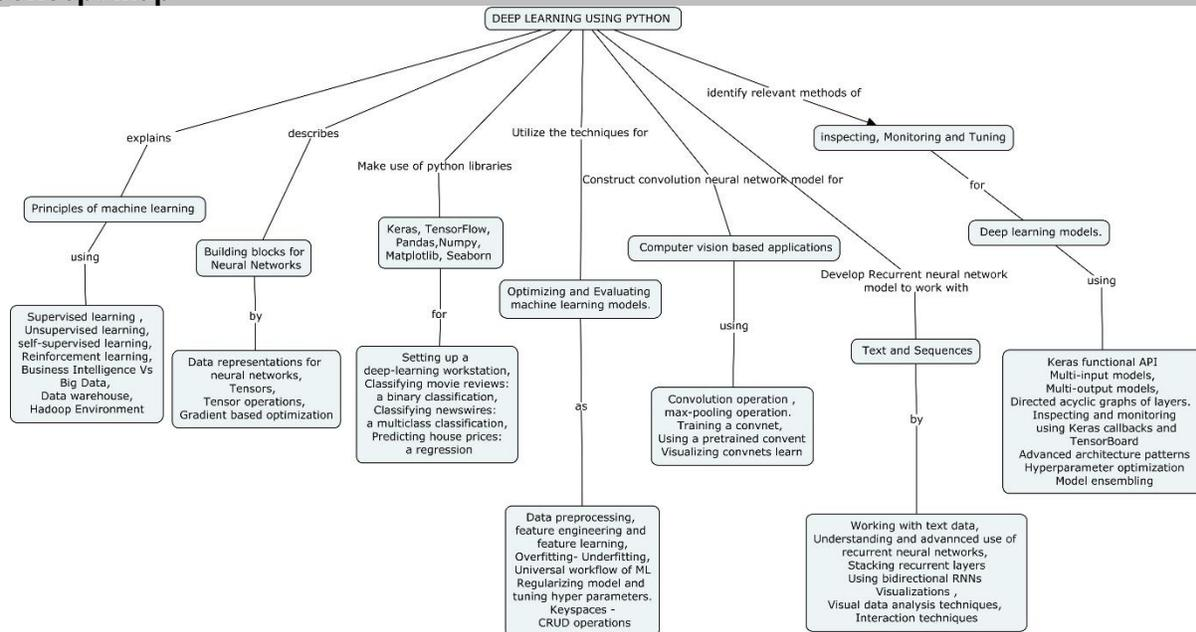 DEEP LEARNING USING PYTHON
explains
Principles of machine learning
using
Supervised learning ,
Unsupervised learning,
self-supervised learning,
Reinforcement learning,
Business Intelligence Vs
Big Data,
Data warehouse,
Hadoop Environment
describes
Building blocks for
Neural Networks
by
Data representations for
neural networks,
Tensors,
Tensor operations,
Gradient based optimization
Make use of python libraries
Keras, TensorFlow,
Pandas,Numpy,
Matplotlib, Seaborn
for
Setting up a
deep-learning workstation,
Classifying movie reviews:
a binary classification,
Classifying newswires:
a multiclass classification,
Predicting house prices:
a regression
Utilize the techniques for
Optimizing and Evaluating
machine learning models.
as
Data preprocessing,
feature engineering and
feature learning,
Overfitting- Underfitting,
Universal workflow of ML
Regularizing model and
tuning hyper parameters.
Keyspaces -
CRUD operations
Construct convolution neural network model for
Computer vision based applications
using
Convolution operation ,
max-pooling operation.
Training a convnet,
Using a pretrained convent
Visualizing convnets learn
Develop Recurrent neural network
model to work with
Text and Sequences
by
Working with text data,
Understanding and advannced use of
recurrent neural networks,
Stacking recurrent layers
Using bidirectional RNNs
Visualizations ,
Visual data analysis techniques,
Interaction techniques
identify relevant methods of
inspecting, Monitoring and Tuning
for
Deep learning models.
using
Keras functional API
Multi-input models,
Multi-output models,
Directed acyclic graphs of layers.
Inspecting and monitoring
using Keras callbacks and
TensorBoard
Advanced architecture patterns
Hyperparameter optimization
Model ensembling